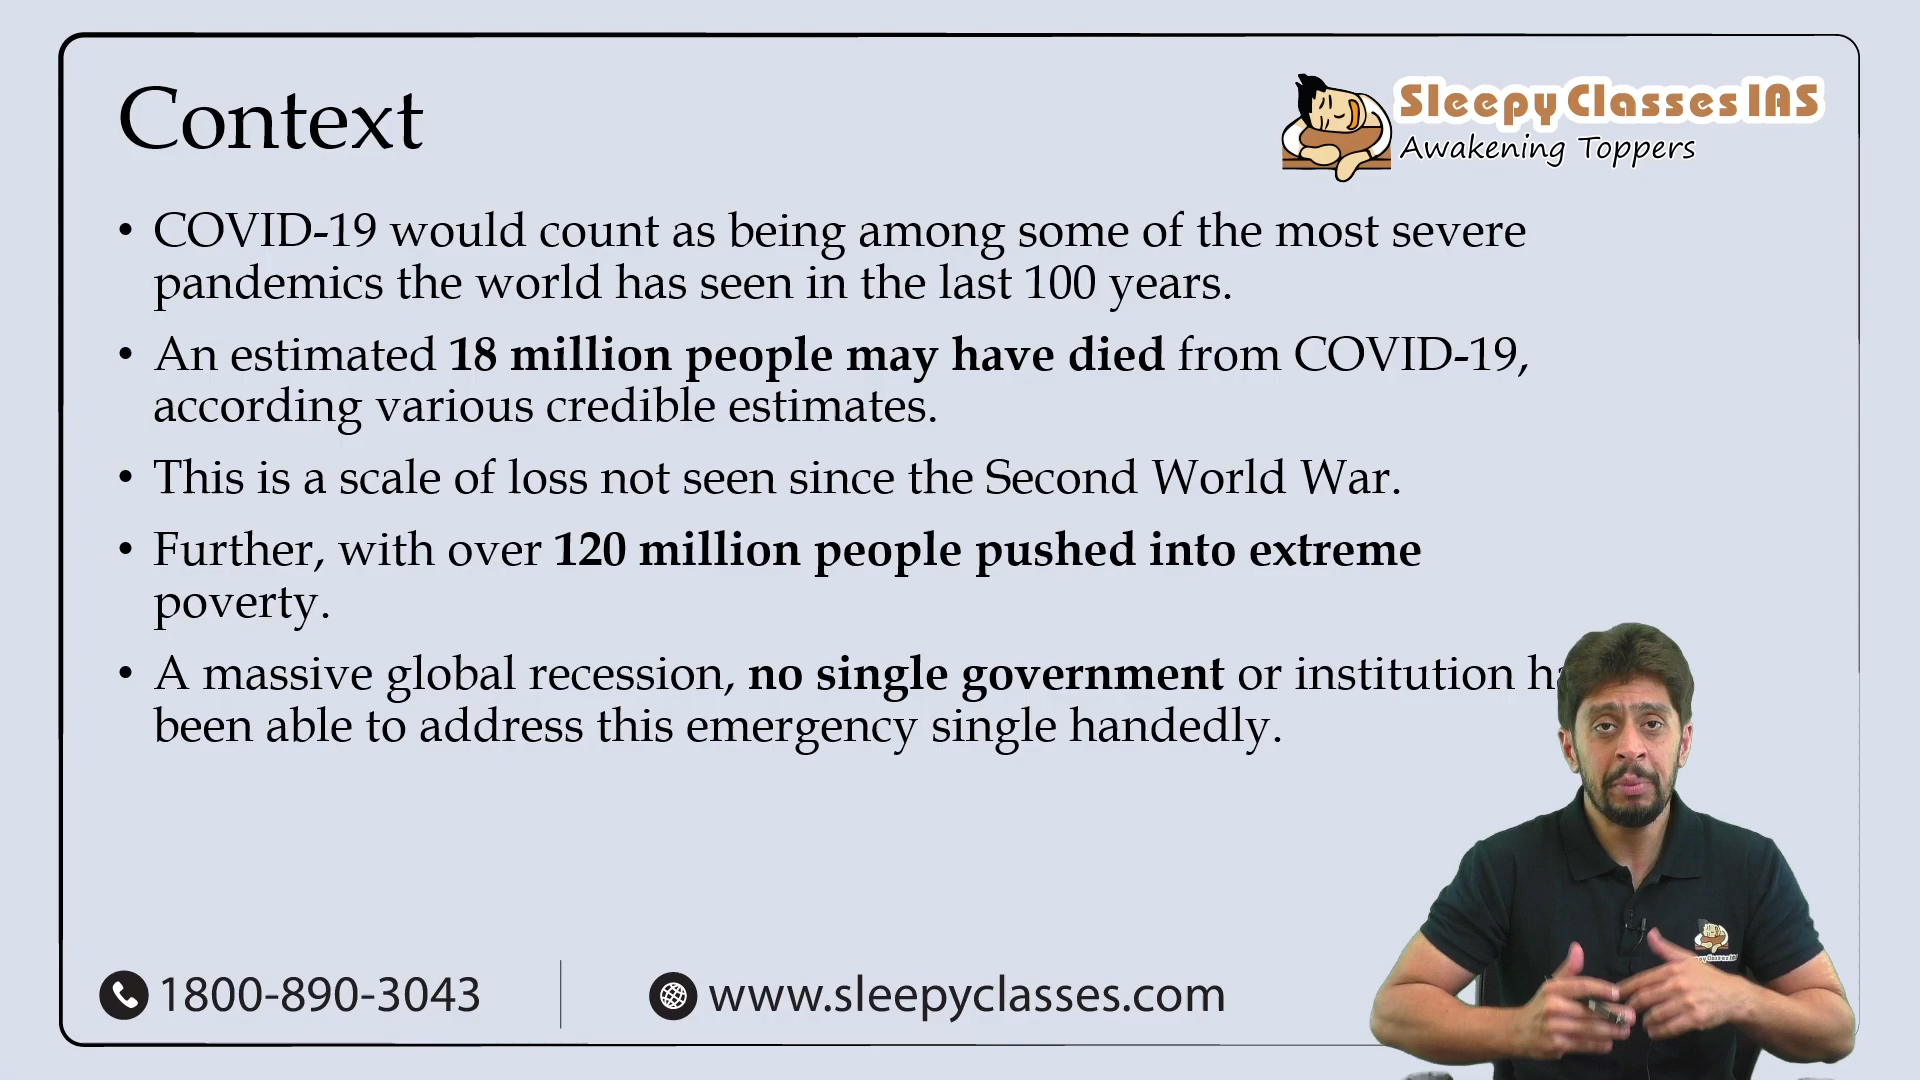 Context
Sleepy Classes IAS
Awakening Toppers
• COVID-19 would count as being among some of the most severe
pandemics the world has seen in the last 100 years.
• An estimated 18 million people may have died from COVID-19,
according various credible estimates.
• This is a scale of loss not seen since the Second World War.
• Further, with over 120 million people pushed into extreme
poverty.
• A massive global recession, no single government or institution
been able to address this emergency single handedly.
1800-890-3043
www.sleepyclasses.com